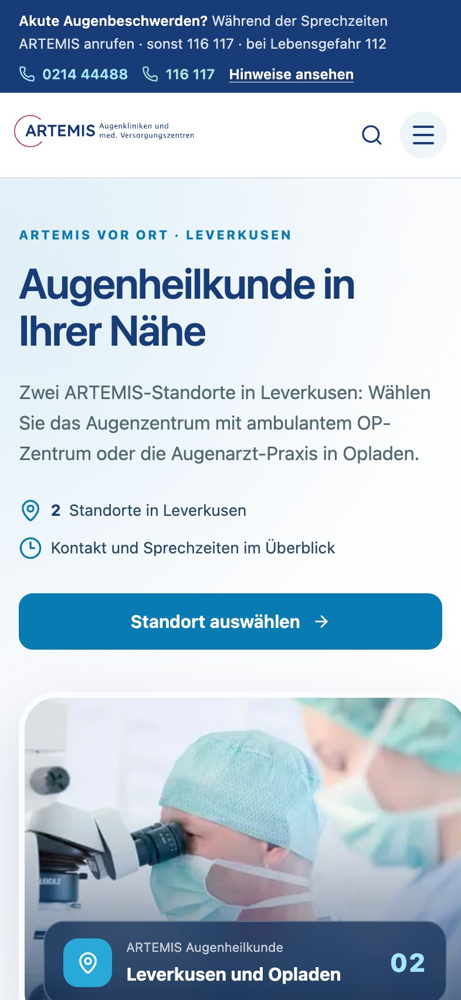 Akute Augenbeschwerden? Während der Sprechzeiten
ARTEMIS anrufen · sonst 116 117 · bei Lebensgefahr 112
0214 44488 116 117 Hinweise ansehen
ARTEMIS Augenkliniken und
med. Versorgungszentren
ARTEMIS VOR ORT · LEVERKUSEN
Augenheilkunde in
Ihrer Nähe
Zwei ARTEMIS-Standorte in Leverkusen: Wählen
Sie das Augenzentrum mit ambulantem OP-
Zentrum oder die Augenarzt-Praxis in Opladen.
2 Standorte in Leverkusen
Kontakt und Sprechzeiten im Überblick
Standort auswählen →
LEICA 2
ARTEMIS Augenheilkunde
Leverkusen und Opladen
02